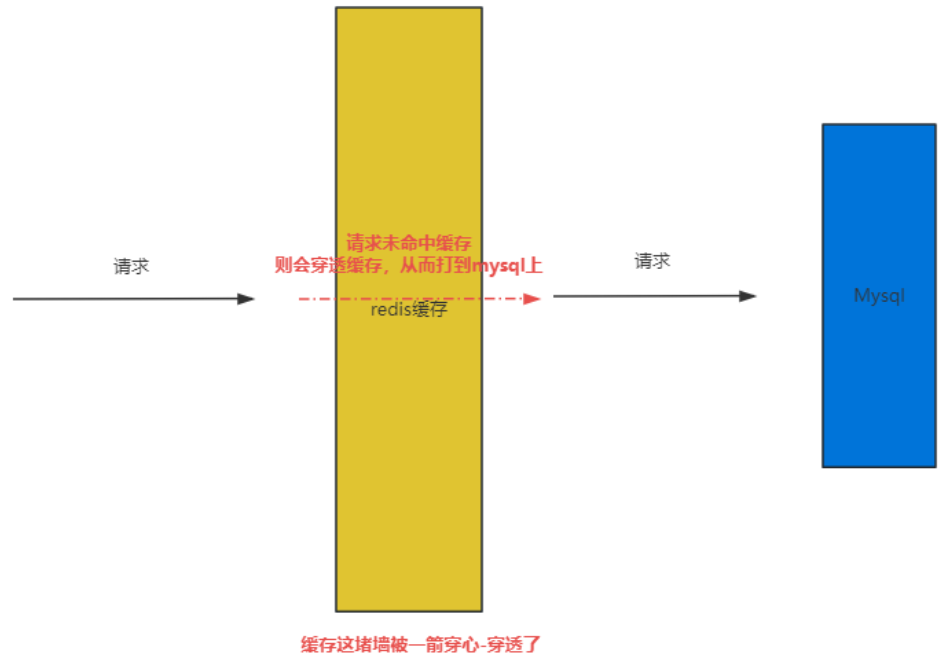 请求未命中缓存
则会穿透缓存，从而打到mysql上
请求
请求
redis缓存
Mysql
缓存这堵墙被一前穿心-穿透了